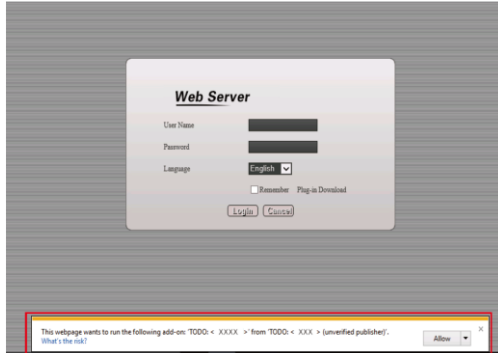 Web Server
User Name
Password
Language English
Remember Plug-in Download
Login Cancel
This webpage wants to run the following add-on: 'TODO: < XXXX >' from 'TODO: < XXX > (unverified publisher)'.
What's the risk?
Allow